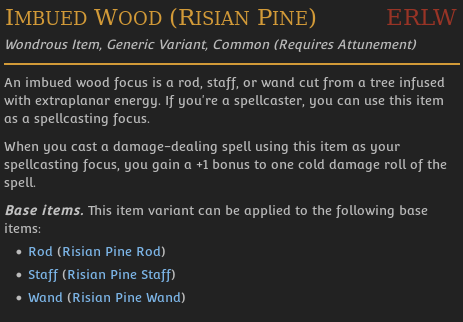 Imbued Wood (Risian Pine) ERLW
Wondrous Item, Generic Variant, Common (Requires Attunement)
An imbued wood focus is a rod, staff, or wand cut from a tree infused
with extraplanar energy. If you're a spellcaster, you can use this item
as a spellcasting focus.
When you cast a damage-dealing spell using this item as your
spellcasting focus, you gain a +1 bonus to one cold damage roll of the
spell.
Base items. This item variant can be applied to the following base
items:
• Rod (Risian Pine Rod)
• Staff (Risian Pine Staff)
• Wand (Risian Pine Wand)